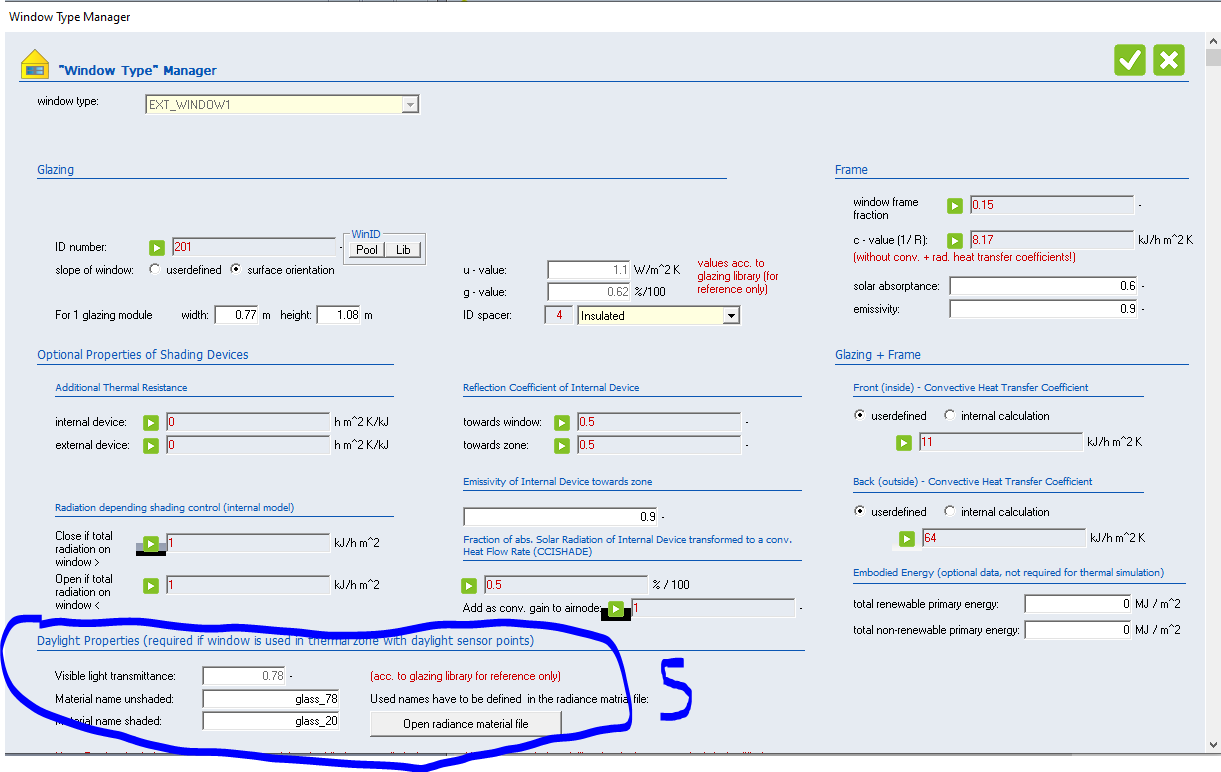 Window Type Manager
"Window Type" Manager
window type: EXT_WINDOW1
Glazing
ID number: 201 -
WinID
Pool Lib
slope of window: userdefined surface orientation
u - value: 1.1 W/m^2 K
g - value: 0.62 %/100
values acc. to
glazing library (for
reference only)
For 1 glazing module width: 0.77 m height: 1.08 m
ID spacer: 4 Insulated
Frame
window frame
fraction 0.15 -
c - value (1/ R): 8.17 kJ/h m^2 K
(without conv. + rad. heat transfer coefficients!)
solar absorptance: 0.6 -
emissivity: 0.9 -
Optional Properties of Shading Devices
Additional Thermal Resistance
internal device: 0 h m^2 K/kJ
external device: 0 h m^2 K/kJ
Reflection Coefficient of Internal Device
towards window: 0.5 -
towards zone: 0.5 -
Emissivity of Internal Device towards zone
0.9 -
Radiation depending shading control (internal model)
Close if total
radiation on
window > 1 kJ/h m^2
Open if total
radiation on
window < 1 kJ/h m^2
Fraction of abs. Solar Radiation of Internal Device transformed to a conv.
Heat Flow Rate (CCISHADE)
0.5 % / 100
Add as conv. gain to airnode: 1 -
Glazing + Frame
Front (inside) - Convective Heat Transfer Coefficient
userdefined internal calculation
11 kJ/h m^2 K
Back (outside) - Convective Heat Transfer Coefficient
userdefined internal calculation
64 kJ/h m^2 K
Embodied Energy (optional data, not required for thermal simulation)
total renewable primary energy: 0 MJ / m^2
total non-renewable primary energy: 0 MJ / m^2
Daylight Properties (required if window is used in thermal zone with daylight sensor points)
Visible light transmittance: 0.78 - (acc. to glazing library for reference only)
Material name unshaded: glass_78 Used names have to be defined in the radiance matrial file:
Material name shaded: glass_20 Open radiance material file
5